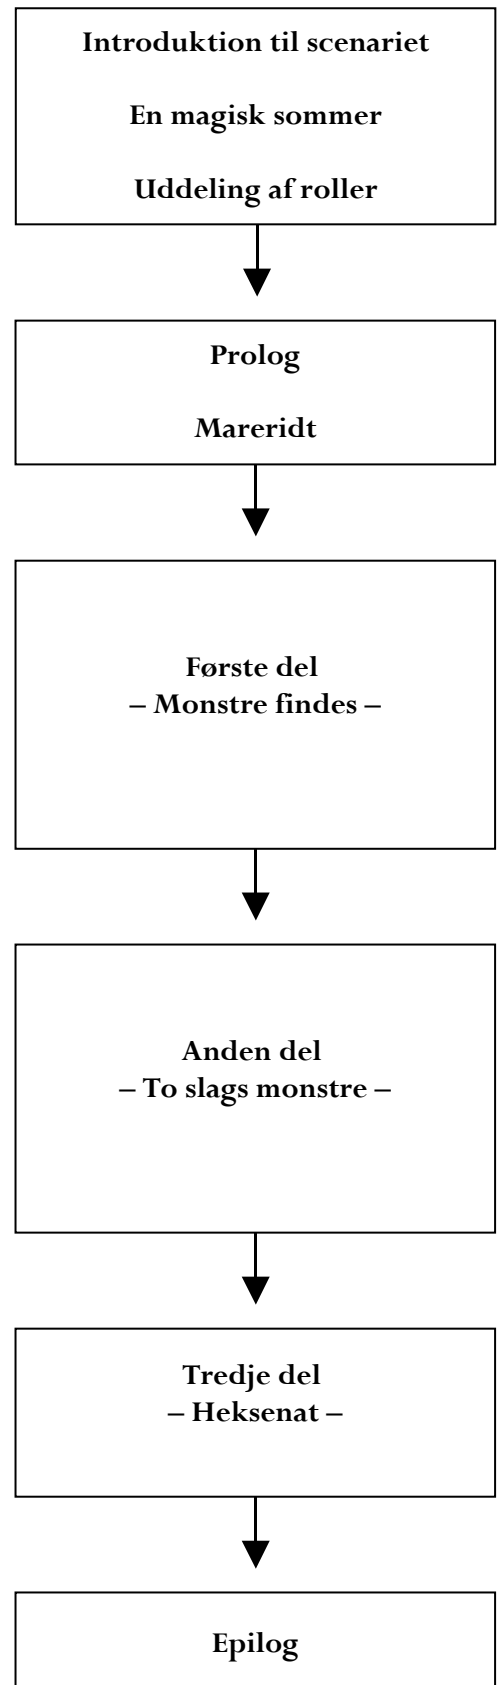 Introduktion til scenariet
En magisk sommer
Uddeling af roller
Prolog
Mareridt
Første del
– Monstre findes –
Anden del
– To slags monstre –
Tredje del
– Heksenat –
Epilog